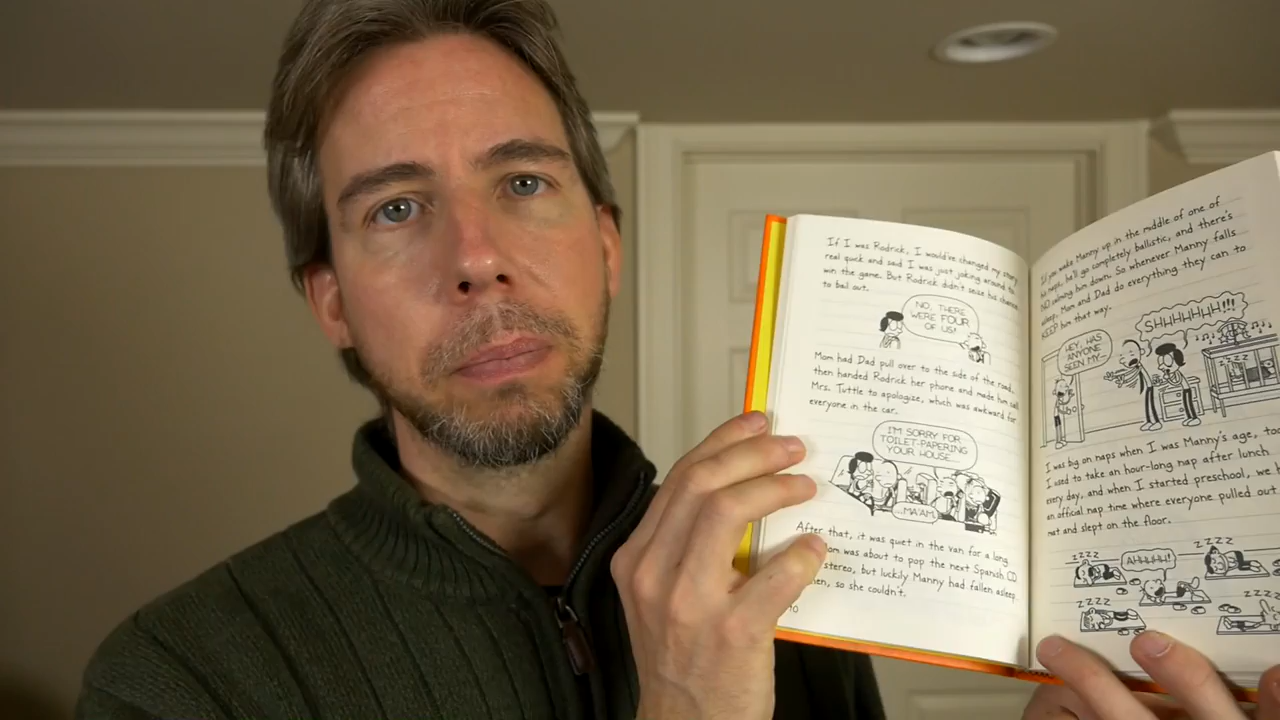 If I was Rodrick, I would've changed my story
real quick and said I was just joking around to
win the game. But Rodrick didn't seize his chance
to bail out.
NO, THERE
WERE FOUR
OF US!
Mom had Dad pull over to the side of the road,
then handed Rodrick her phone and made him call
Mrs. Tuttle to apologize, which was awkward for
everyone in the car.
I'M SORRY FOR
TOILET-PAPERING
YOUR HOUSE...
...MA'AM.
After that, it was quiet in the van for a long
om was about to pop the next Spanish CD
stereo, but luckily Manny had fallen asleep
hen, so she couldn't.
If you wake Manny up in the middle of one of
his naps, he'll go completely ballistic, and there's
NO calming him down. So whenever Manny falls
asleep, Mom and Dad do everything they can to
KEEP him that way.
HEY, HAS
ANYONE
SEEN MY--
SHHHHHHH!!!
ZZZZ
I was big on naps when I was Manny's age, too.
I used to take an hour-long nap after lunch
every day, and when I started preschool, we h
an official nap time where everyone pulled out
mat and slept on the floor.
ZZZZ
AHHHH!
ZZZZ
ZZZZ
ZZZZ